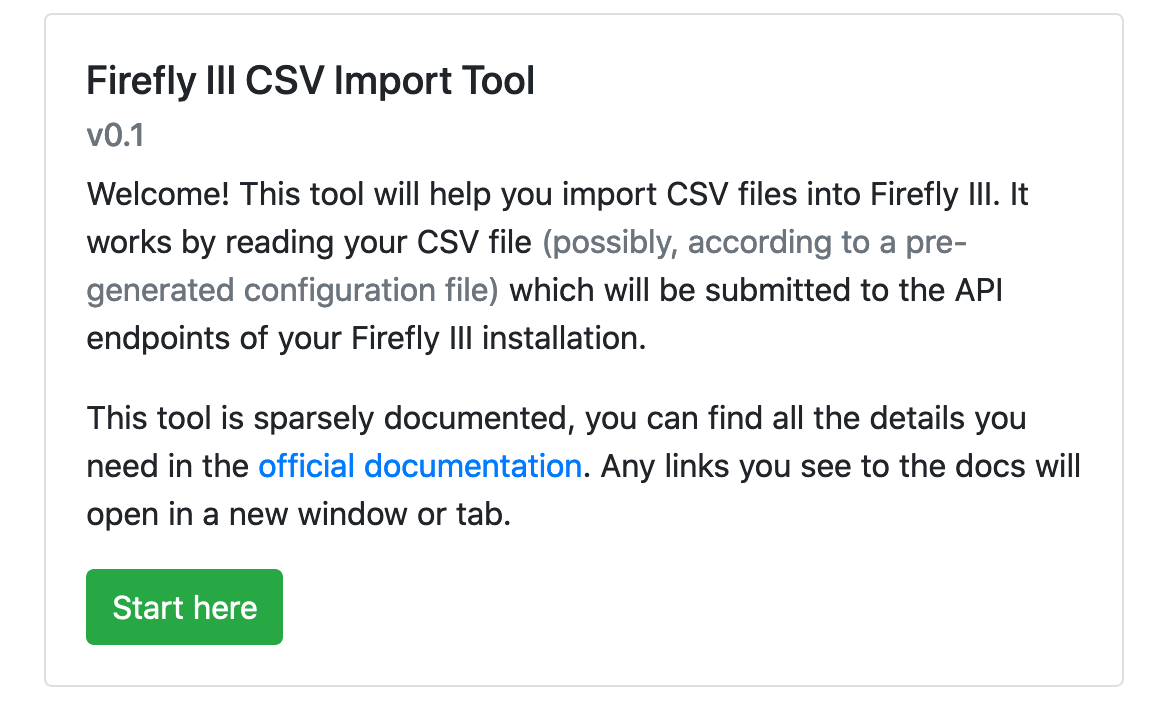 Firefly III CSV Import Tool
v0.1
Welcome! This tool will help you import CSV files into Firefly III. It
works by reading your CSV file (possibly, according to a pre-
generated configuration file) which will be submitted to the API
endpoints of your Firefly III installation.
This tool is sparsely documented, you can find all the details you
need in the official documentation. Any links you see to the docs will
open in a new window or tab.
Start here